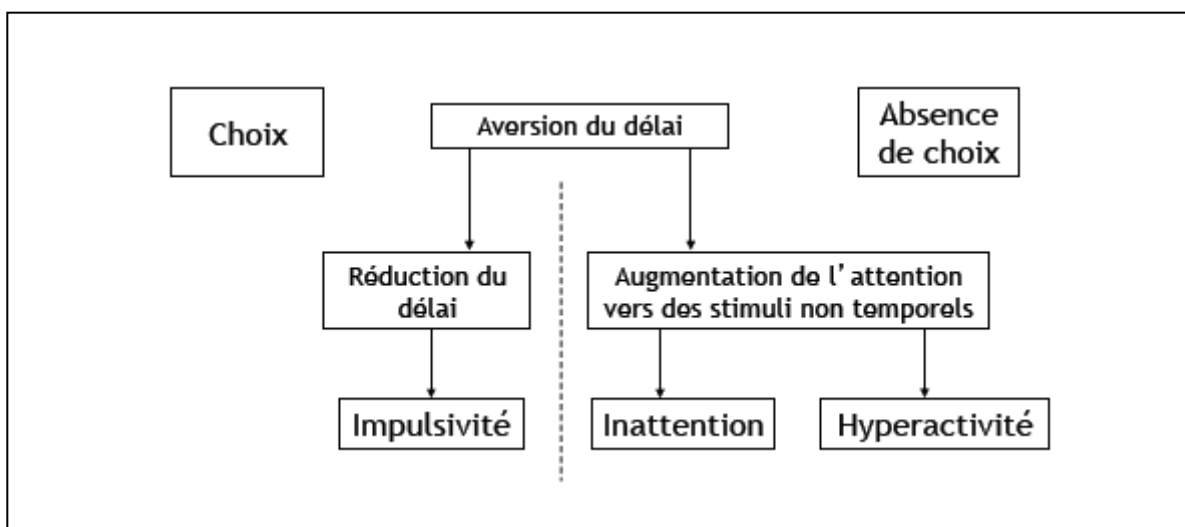 Choix
Aversion du délai
Absence
de choix
Réduction du
délai
Augmentation de l'attention
vers des stimuli non temporels
Impulsivité
Inattention
Hyperactivité